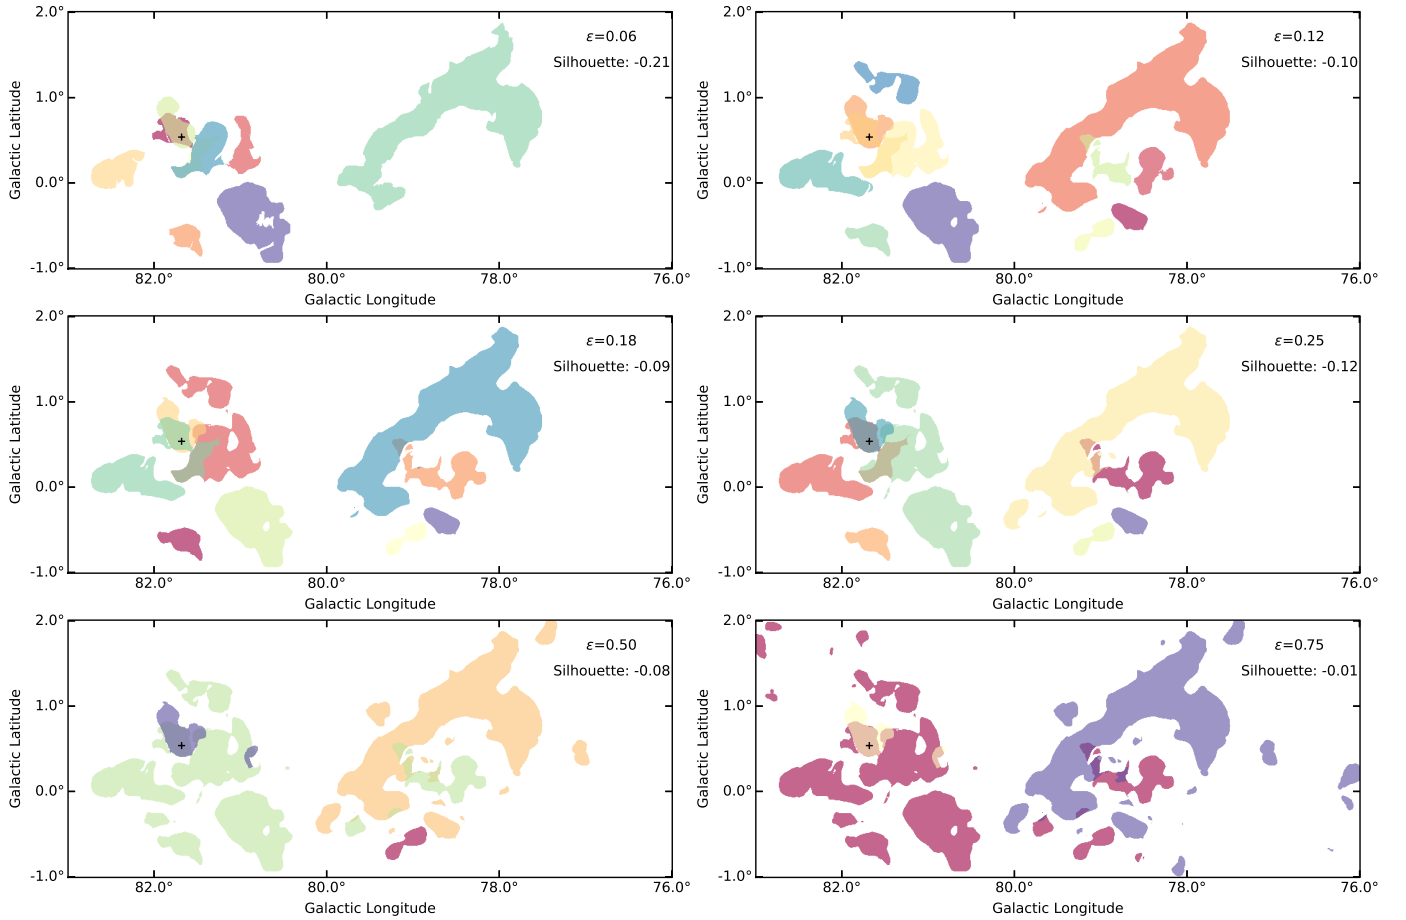 2.0°
1.0°
0.0°
-1.0°
Galactic Latitude
82.0°
80.0°
78.0°
76.0°
Galactic Longitude
ε=0.06
Silhouette: -0.21
2.0°
1.0°
0.0°
-1.0°
Galactic Latitude
82.0°
80.0°
78.0°
76.0°
Galactic Longitude
ε=0.12
Silhouette: -0.10
2.0°
1.0°
0.0°
-1.0°
Galactic Latitude
82.0°
80.0°
78.0°
76.0°
Galactic Longitude
ε=0.18
Silhouette: -0.09
2.0°
1.0°
0.0°
-1.0°
Galactic Latitude
82.0°
80.0°
78.0°
76.0°
Galactic Longitude
ε=0.25
Silhouette: -0.12
2.0°
1.0°
0.0°
-1.0°
Galactic Latitude
82.0°
80.0°
78.0°
76.0°
Galactic Longitude
ε=0.50
Silhouette: -0.08
2.0°
1.0°
0.0°
-1.0°
Galactic Latitude
82.0°
80.0°
78.0°
76.0°
Galactic Longitude
ε=0.75
Silhouette: -0.01